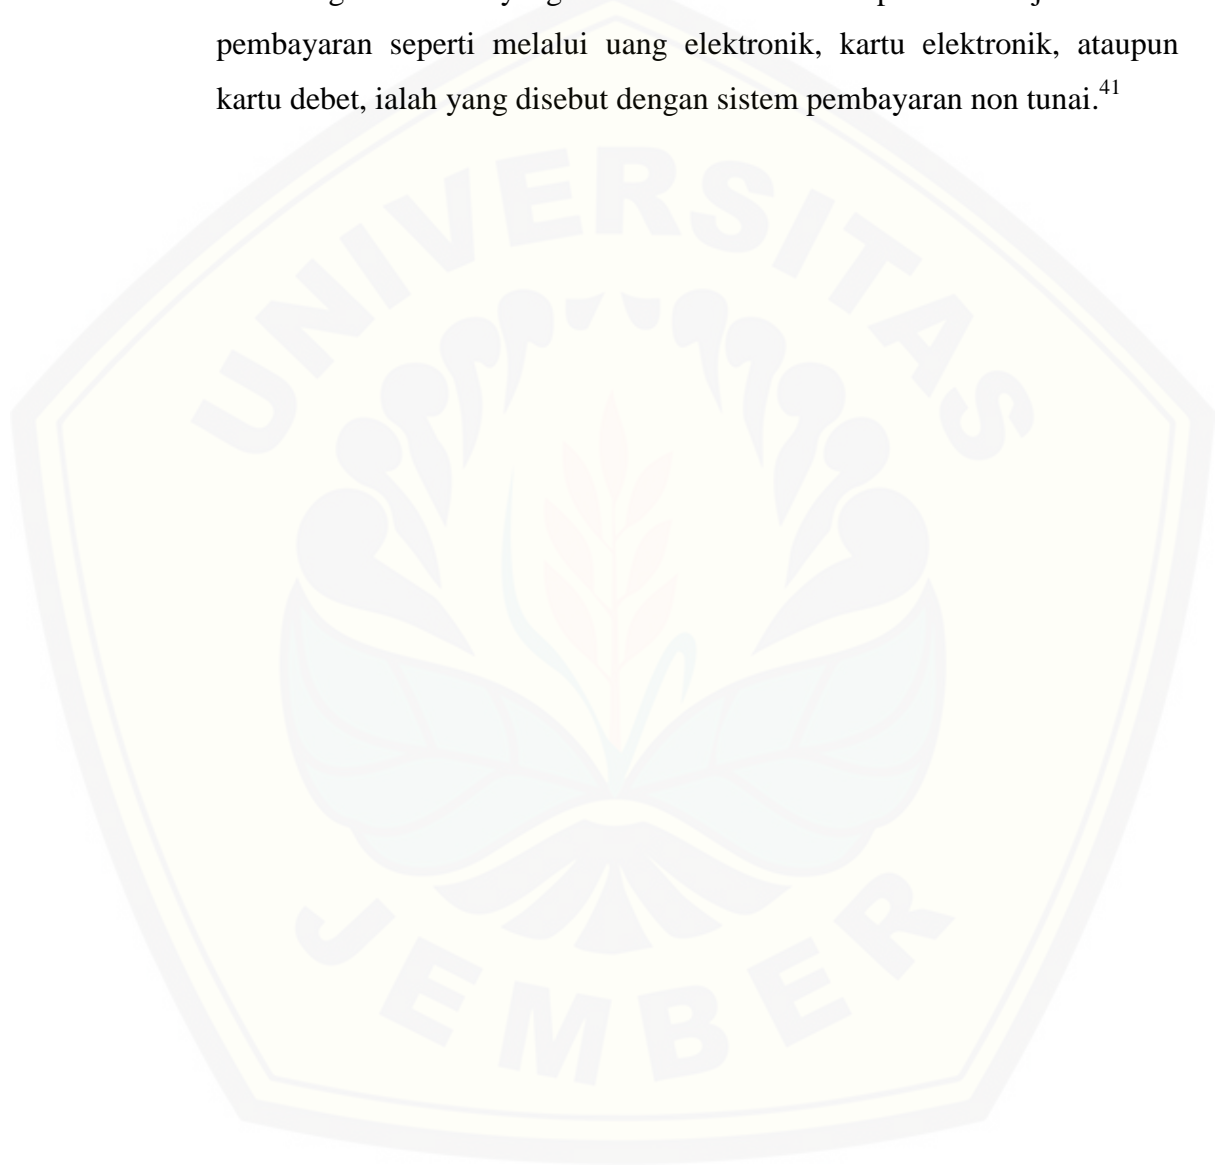 pembayaran seperti melalui uang elektronik, kartu elektronik, ataupun
kartu debet, ialah yang disebut dengan sistem pembayaran non tunai.41
UNIVERSITAS
JEMBER